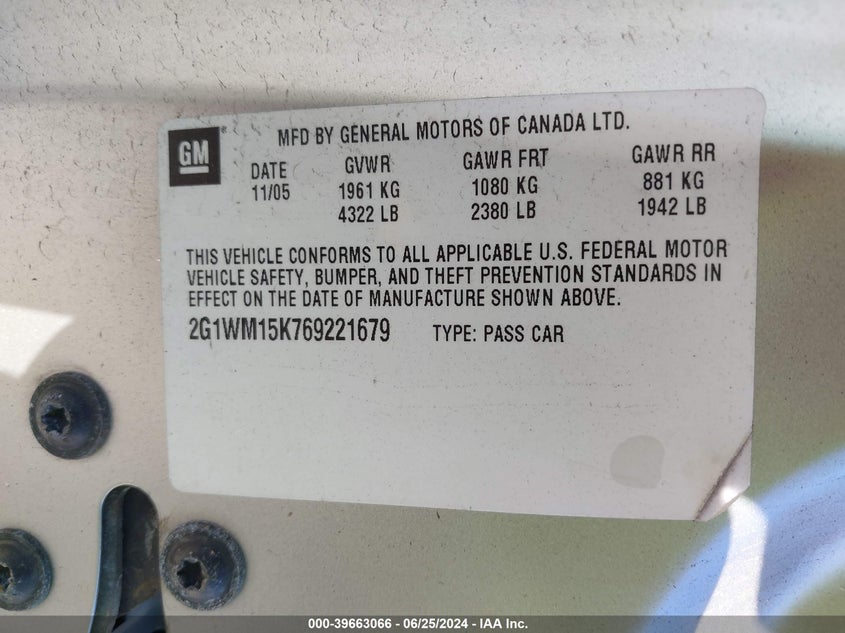 GM®
MFD BY GENERAL MOTORS OF CANADA LTD.
DATE GVWR GAWR FRT GAWR RR
11/05 1961 KG 1080 KG 881 KG
4322 LB 2380 LB 1942 LB
THIS VEHICLE CONFORMS TO ALL APPLICABLE U.S. FEDERAL MOTOR
VEHICLE SAFETY, BUMPER, AND THEFT PREVENTION STANDARDS IN
EFFECT ON THE DATE OF MANUFACTURE SHOWN ABOVE.
2G1WM15K769221679 TYPE: PASS CAR
000-39663066 - 06/25/2024 - IAA Inc.